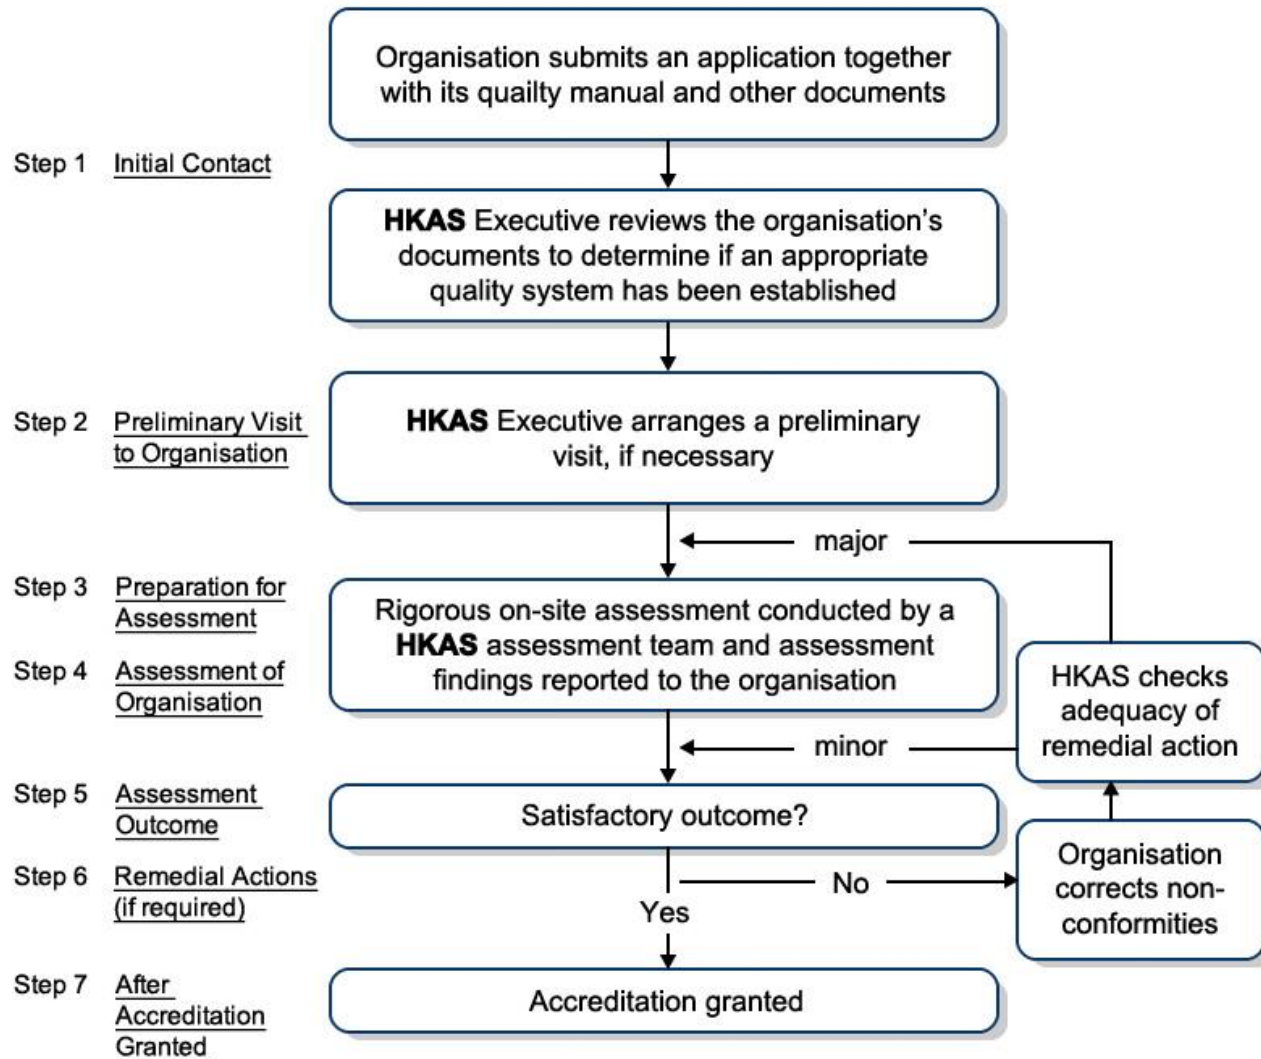 Organisation submits an application together
with its quailty manual and other documents
Step 1 Initial Contact
HKAS Executive reviews the organisation's
documents to determine if an appropriate
quality system has been established
Step 2 Preliminary Visit
to Organisation
HKAS Executive arranges a preliminary
visit, if necessary
major
Step 3 Preparation for
Assessment
Rigorous on-site assessment conducted by a
HKAS assessment team and assessment
findings reported to the organisation
Step 4 Assessment of
Organisation
HKAS checks
adequacy of
remedial action
minor
Step 5 Assessment
Outcome
Satisfactory outcome?
Step 6 Remedial Actions
(if required)
No
Yes
Organisation
corrects non-
conformities
Step 7 After
Accreditation
Granted
Accreditation granted